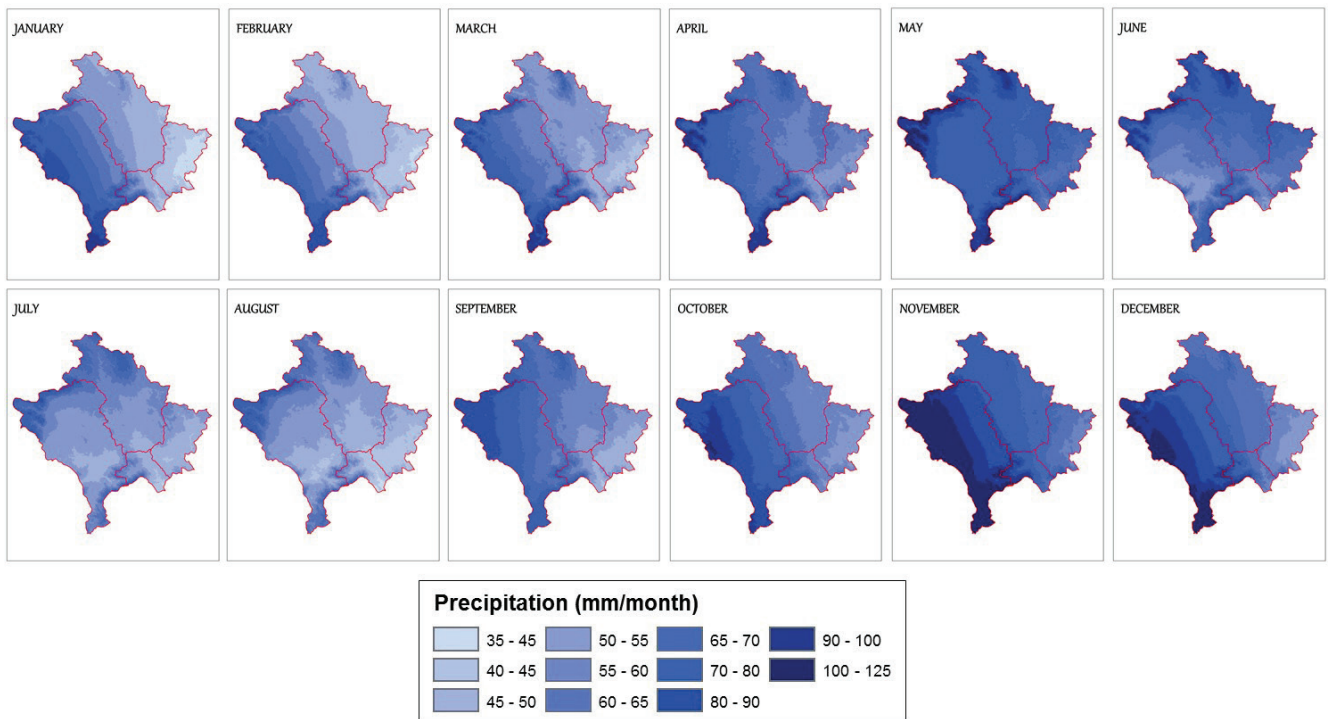 JANUARY
FEBRUARY
MARCH
APRIL
MAY
JUNE
JULY
AUGUST
SEPTEMBER
OCTOBER
NOVEMBER
DECEMBER
Precipitation (mm/month)
35 - 45 50 - 55 65 - 70 90 - 100
40 - 45 55 - 60 70 - 80 100 - 125
45 - 50 60 - 65 80 - 90